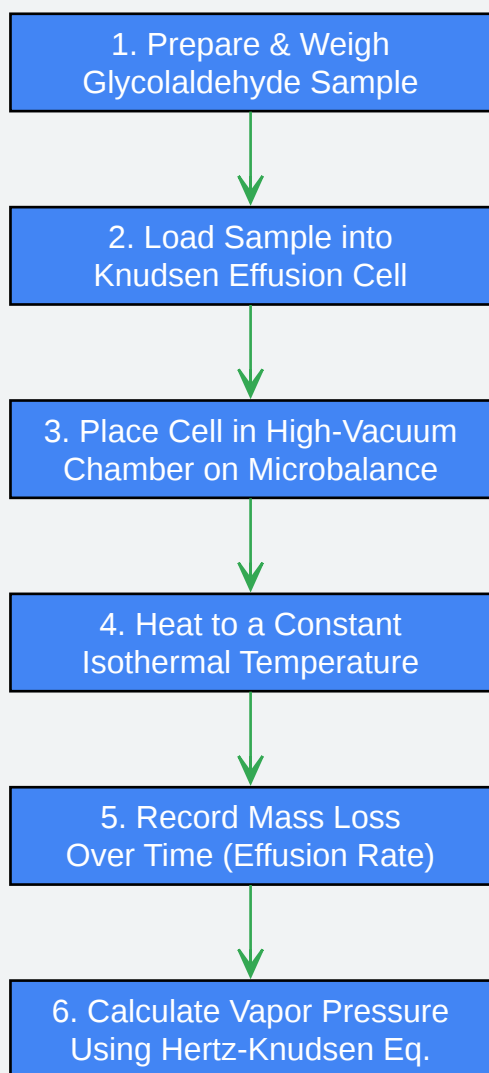 1. Prepare & Weigh
Glycolaldehyde Sample
2. Load Sample into
Knudsen Effusion Cell
3. Place Cell in High-Vacuum
Chamber on Microbalance
4. Heat to a Constant
Isothermal Temperature
5. Record Mass Loss
Over Time (Effusion Rate)
6. Calculate Vapor Pressure
Using Hertz-Knudsen Eq.